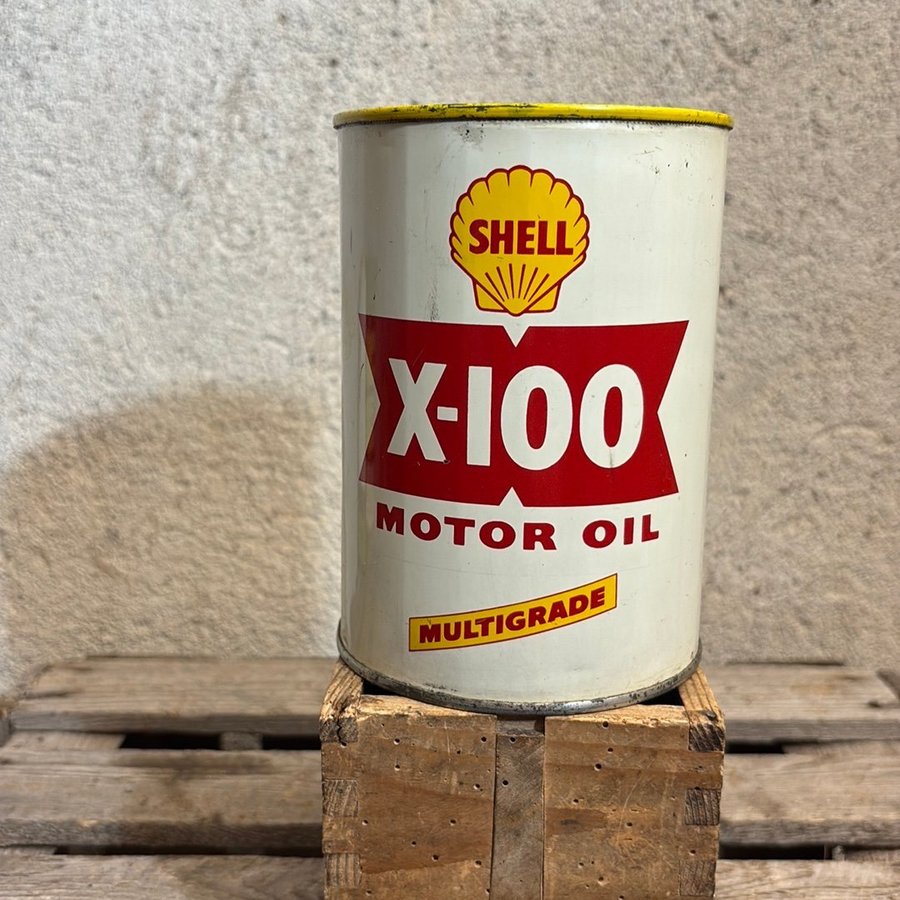 SHELL
X-100
MOTOR OIL
MULTIGRADE